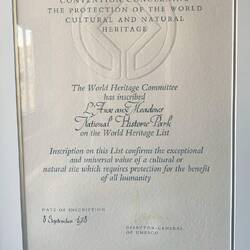 CONVENTION CONCERNING
THE PROTECTION OF THE WORLD
CULTURAL AND NATURAL
HERITAGE
The World Heritage Committee
has inscribed
L'Anse aux Meadows
National Historic Park
on the World Heritage List
Inscription on this List confirms the exceptional
and universal value of a cultural or
natural site which requires protection for the benefit
of all humanity
DATE OF INSCRIPTION
8 September 1978
DIRECTOR-GENERAL
OF UNESCO